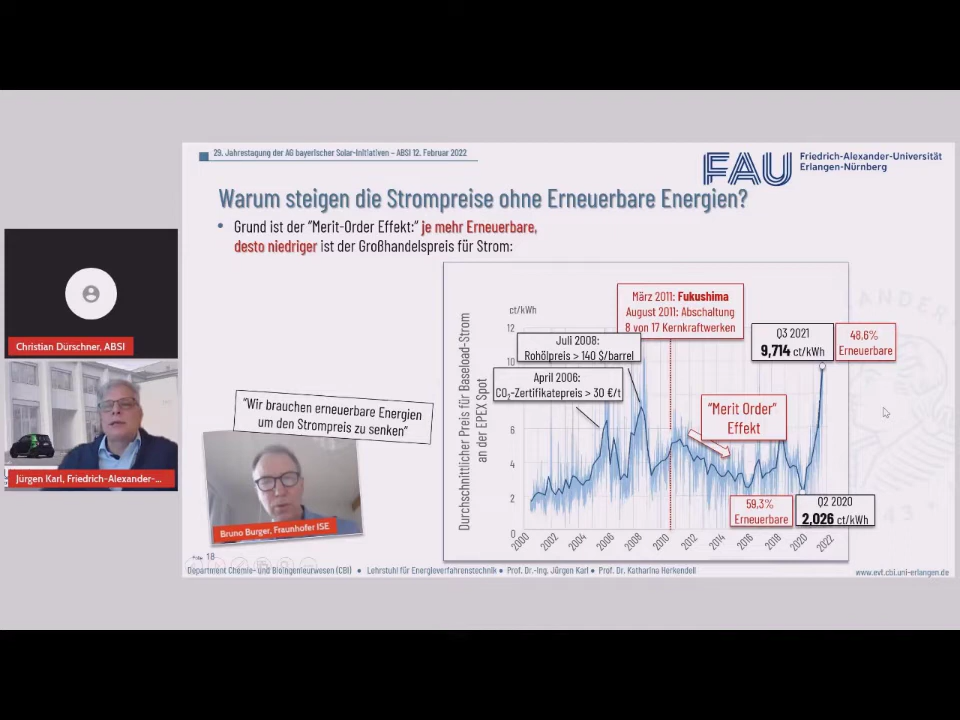 29. Jahrestagung der AG bayerischer Solar-Initiativen – ABSI 12. Februar 2022
FAU Friedrich-Alexander-Universität
Erlangen-Nürnberg
Warum steigen die Strompreise ohne Erneuerbare Energien?
• Grund ist der "Merit-Order Effekt:" je mehr Erneuerbare,
desto niedriger ist der Großhandelspreis für Strom:
Christian Dürschner, ABSI
Jürgen Karl, Friedrich-Alexander-...
"Wir brauchen erneuerbare Energien
um den Strompreis zu senken"
Bruno Burger, Fraunhofer ISE
Durchschnittlicher Preis für Baseload-Strom
an der EPEX Spot
ct/kWh
12
10
6
4
2
0
2000
2002
2004
2006
2008
2010
2012
2014
2016
2018
2020
2022
März 2011: Fukushima
August 2011: Abschaltung
8 von 17 Kernkraftwerken
Juli 2008:
Rohölpreis > 140 $/barrel
April 2006:
CO₂-Zertifikatepreis > 30 €/t
Q3 2021
9,714 ct/kWh
48,6%
Erneuerbare
"Merit Order"
Effekt
59,3%
Erneuerbare
Q2 2020
2,026 ct/kWh
18
Department Chemie- und Bioingenieurwesen (CBI) • Lehrstuhl für Energieverfahrenstechnik • Prof. Dr.-Ing. Jürgen Karl • Prof. Dr. Katharina Herkendell
www.evt.cbi.uni-erlangen.de